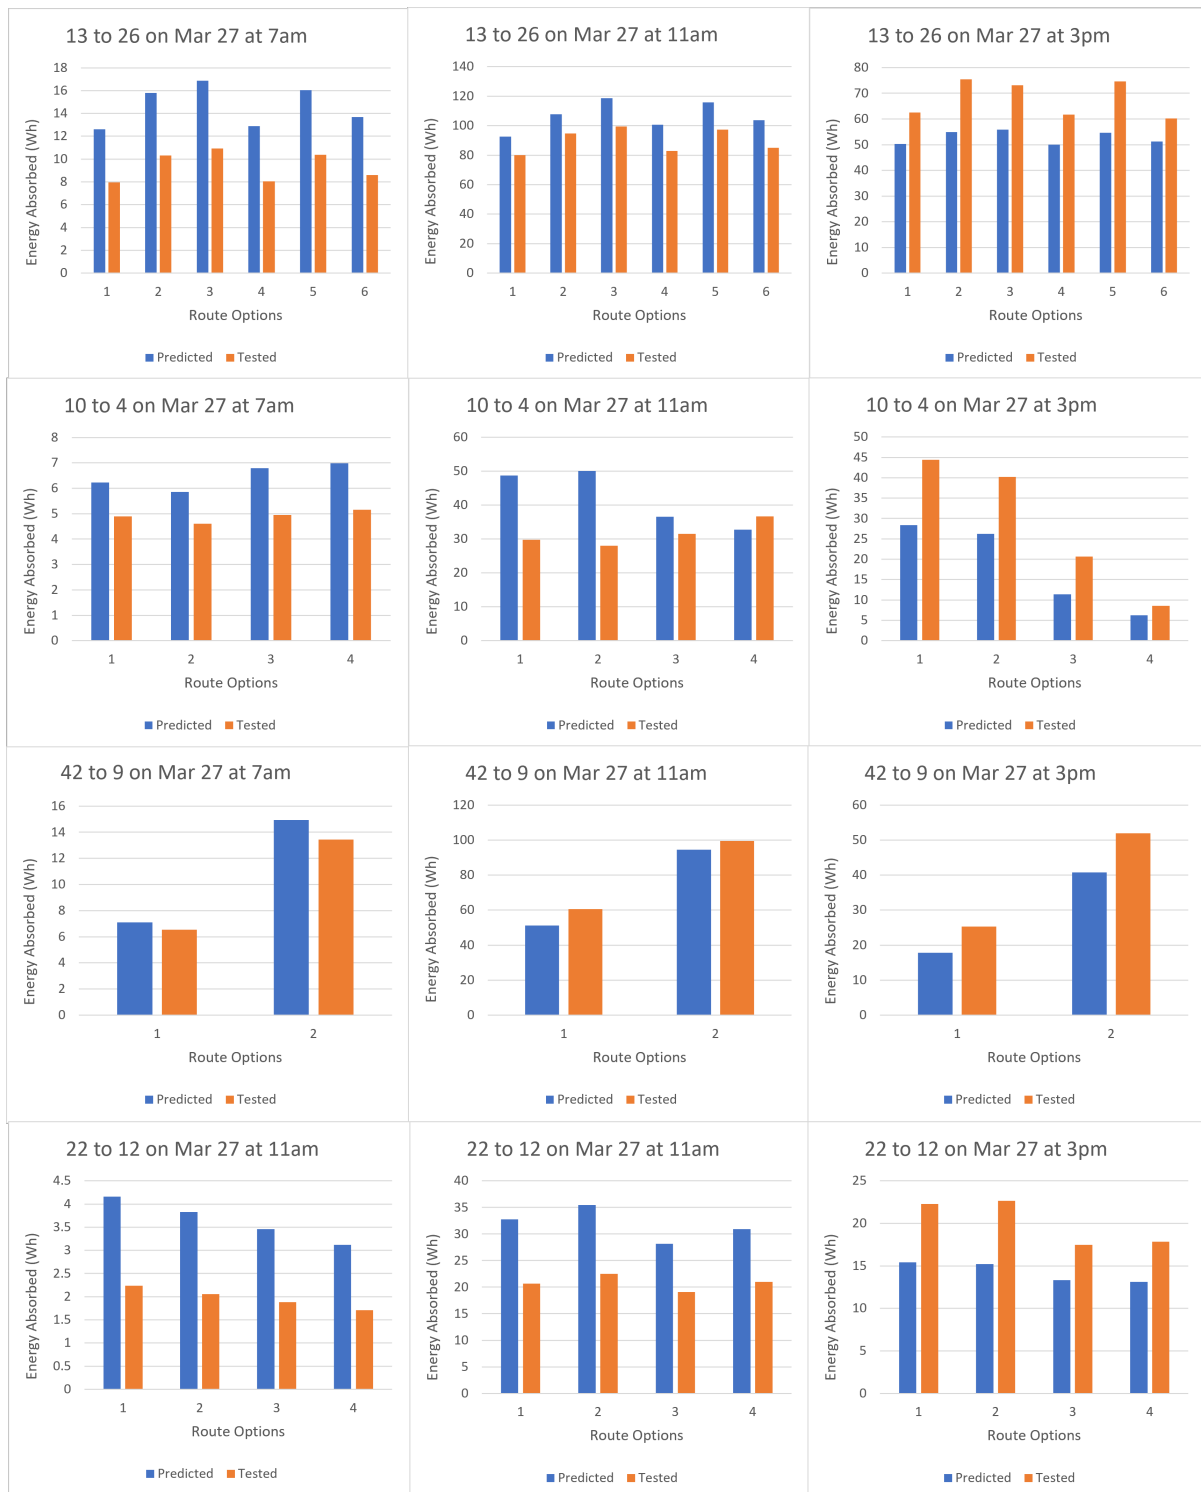 13 to 26 on Mar 27 at 7am
Energy Absorbed (Wh)
18
16
14
12
10
8
6
4
2
0
1 2 3 4 5 6
Route Options
Predicted Tested
13 to 26 on Mar 27 at 11am
Energy Absorbed (Wh)
140
120
100
80
60
40
20
0
1 2 3 4 5 6
Route Options
Predicted Tested
13 to 26 on Mar 27 at 3pm
Energy Absorbed (Wh)
80
70
60
50
40
30
20
10
0
1 2 3 4 5 6
Route Options
Predicted Tested
10 to 4 on Mar 27 at 7am
Energy Absorbed (Wh)
8
7
6
5
4
3
2
1
0
1 2 3 4
Route Options
Predicted Tested
10 to 4 on Mar 27 at 11am
Energy Absorbed (Wh)
60
50
40
30
20
10
0
1 2 3 4
Route Options
Predicted Tested
10 to 4 on Mar 27 at 3pm
Energy Absorbed (Wh)
50
45
40
35
30
25
20
15
10
5
0
1 2 3 4
Route Options
Predicted Tested
42 to 9 on Mar 27 at 7am
Energy Absorbed (Wh)
16
14
12
10
8
6
4
2
0
1 2
Route Options
Predicted Tested
42 to 9 on Mar 27 at 11am
Energy Absorbed (Wh)
120
100
80
60
40
20
0
1 2
Route Options
Predicted Tested
42 to 9 on Mar 27 at 3pm
Energy Absorbed (Wh)
60
50
40
30
20
10
0
1 2
Route Options
Predicted Tested
22 to 12 on Mar 27 at 11am
Energy Absorbed (Wh)
4.5
4
3.5
3
2.5
2
1.5
1
0.5
0
1 2 3 4
Route Options
Predicted Tested
22 to 12 on Mar 27 at 11am
Energy Absorbed (Wh)
40
35
30
25
20
15
10
5
0
1 2 3 4
Route Options
Predicted Tested
22 to 12 on Mar 27 at 3pm
Energy Absorbed (Wh)
25
20
15
10
5
0
1 2 3 4
Route Options
Predicted Tested